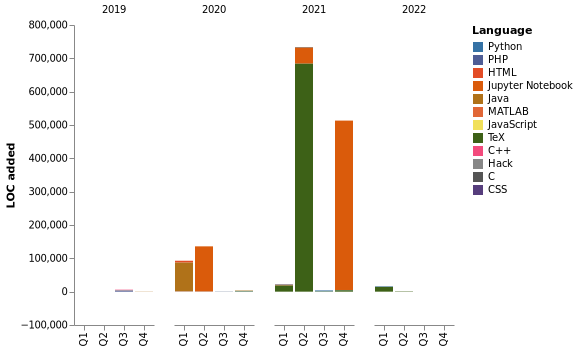 2019 2020 2021 2022
800,000
700,000
600,000
500,000
400,000
300,000
200,000
100,000
0
−100,000
LOC added
Q1 Q2 Q3 Q4 Q1 Q2 Q3 Q4 Q1 Q2 Q3 Q4 Q1 Q2 Q3 Q4
Language
Python
PHP
HTML
Jupyter Notebook
Java
MATLAB
JavaScript
TeX
C++
Hack
C
CSS